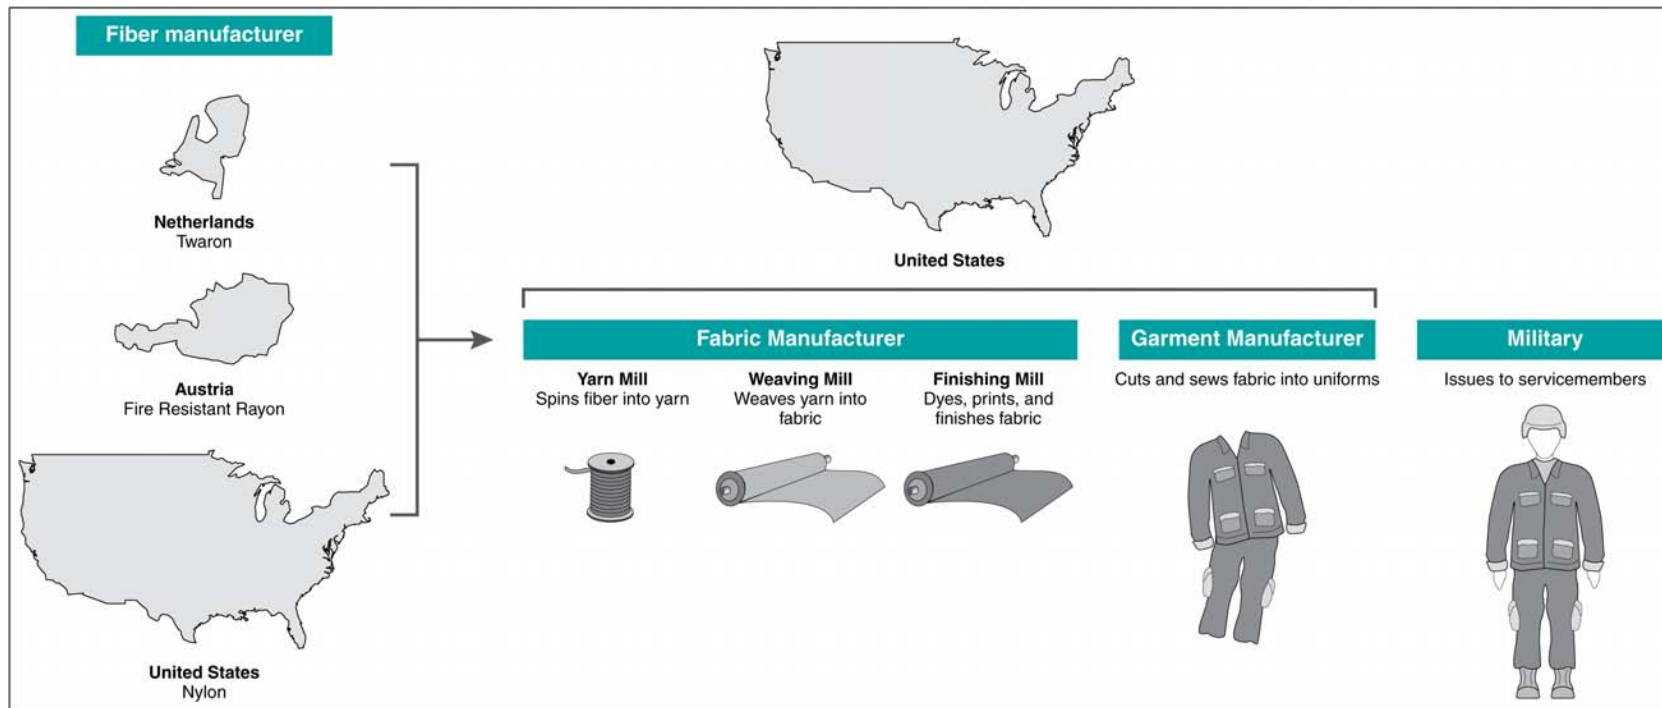 Fiber manufacturer
Netherlands
Twaron
Austria
Fire Resistant Rayon
United States
Nylon
United States
Fabric Manufacturer
Yarn Mill
Spins fiber into yarn
Weaving Mill
Weaves yarn into
fabric
Finishing Mill
Dyes, prints, and
finishes fabric
Garment Manufacturer
Cuts and sews fabric into uniforms
Military
Issues to servicemembers